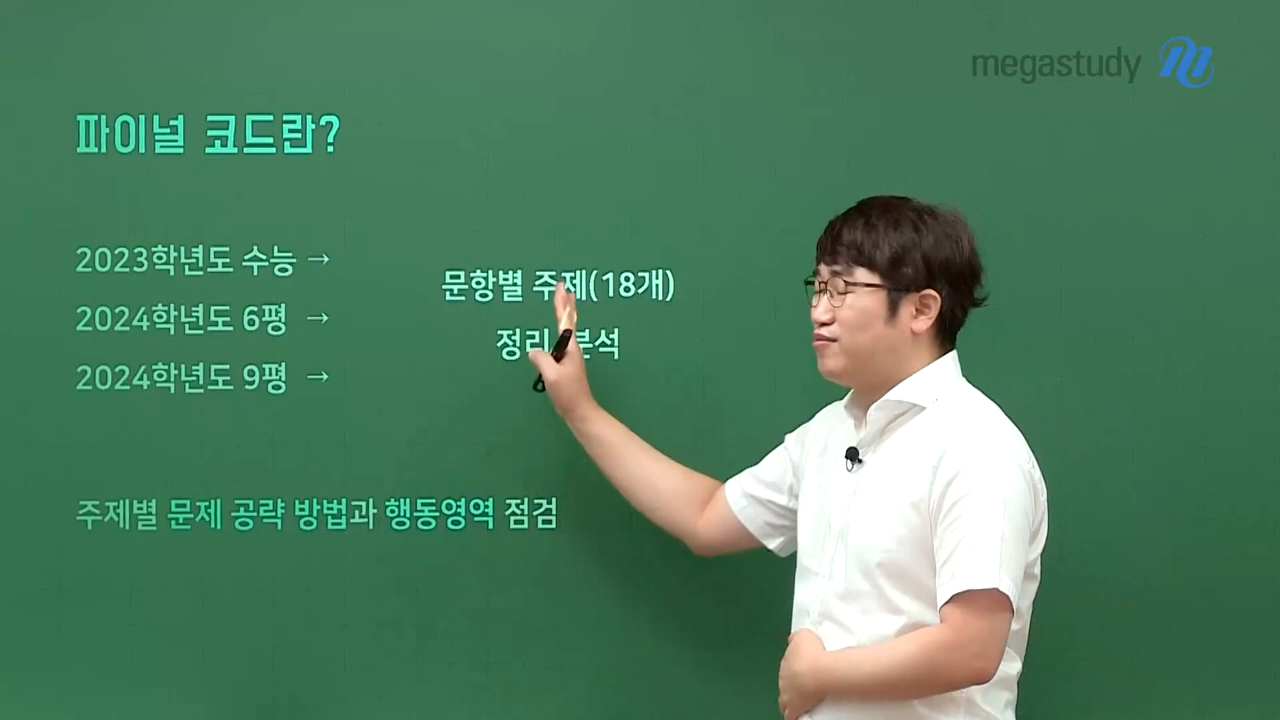 megastudy
파이널 코드란?
2023학년도 수능 →
2024학년도 6평 →
2024학년도 9평 →
문항별 주제(18개)
정리 분석
주제별 문제 공략 방법과 행동영역 점검